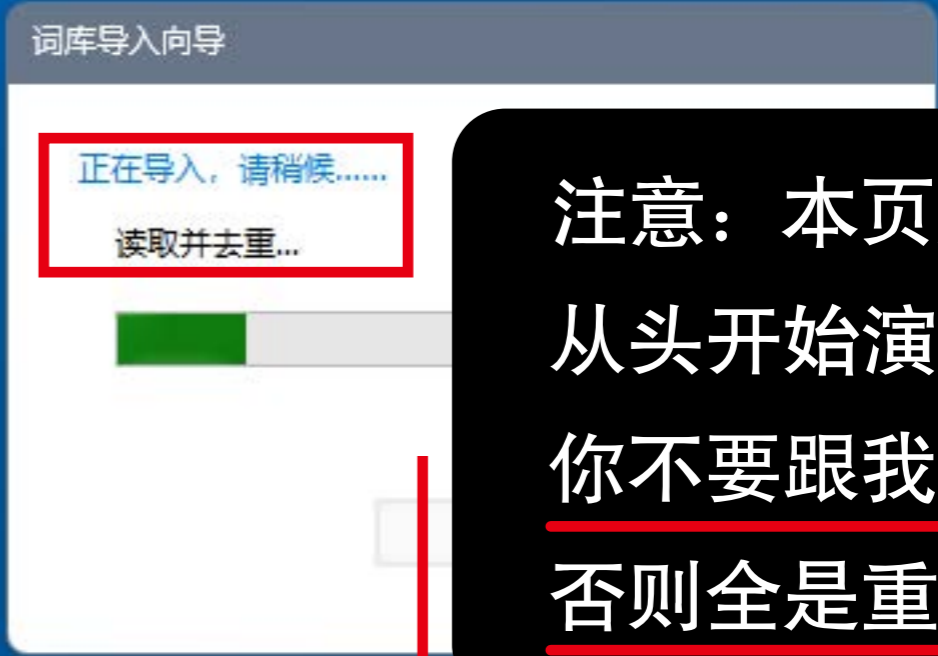 词库导入向导
正在导入，请稍候......
读取并去重...
注意：本页
从头开始演
你不要跟我
否则全是重